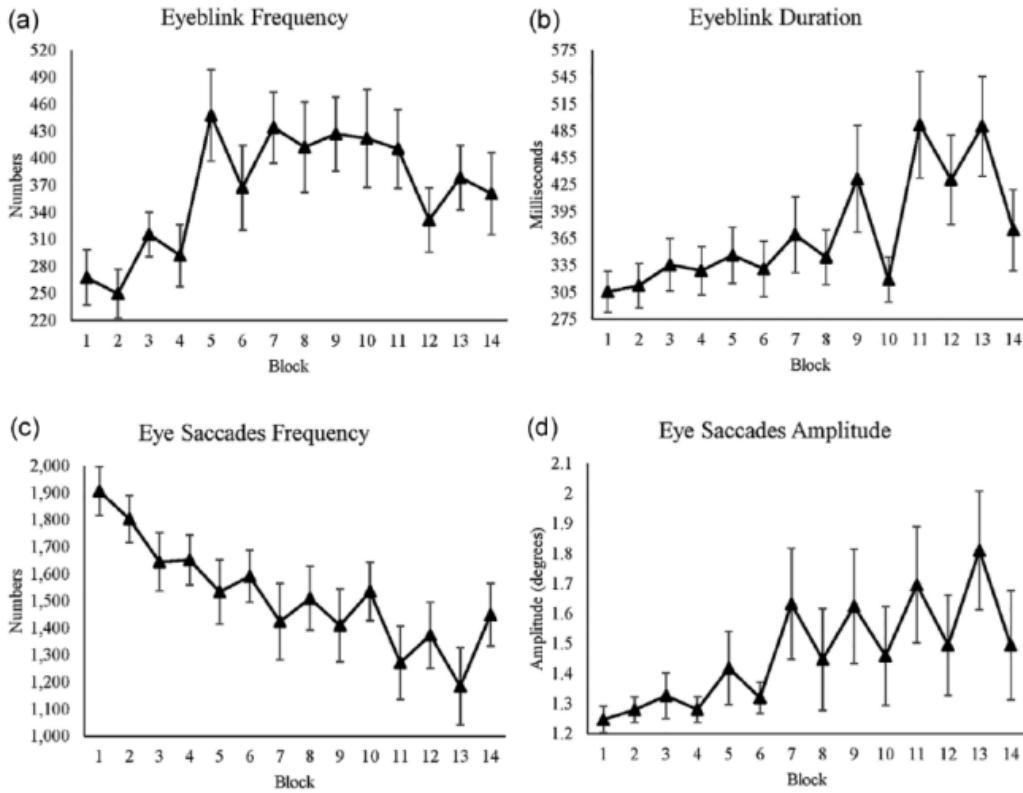 (a)
Eyeblink Frequency
520
490
460
430
400
370
340
310
280
250
220
Numbers
1 2 3 4 5 6 7 8 9 10 11 12 13 14
Block
(b)
Eyeblink Duration
575
545
515
485
455
425
395
365
335
305
275
Milliseconds
1 2 3 4 5 6 7 8 9 10 11 12 13 14
Block
(c)
Eye Saccades Frequency
2,000
1,900
1,800
1,700
1,600
1,500
1,400
1,300
1,200
1,100
1,000
Numbers
1 2 3 4 5 6 7 8 9 10 11 12 13 14
Block
(d)
Eye Saccades Amplitude
2.1
2
1.9
1.8
1.7
1.6
1.5
1.4
1.3
1.2
Amplitude (degrees)
1 2 3 4 5 6 7 8 9 10 11 12 13 14
Block